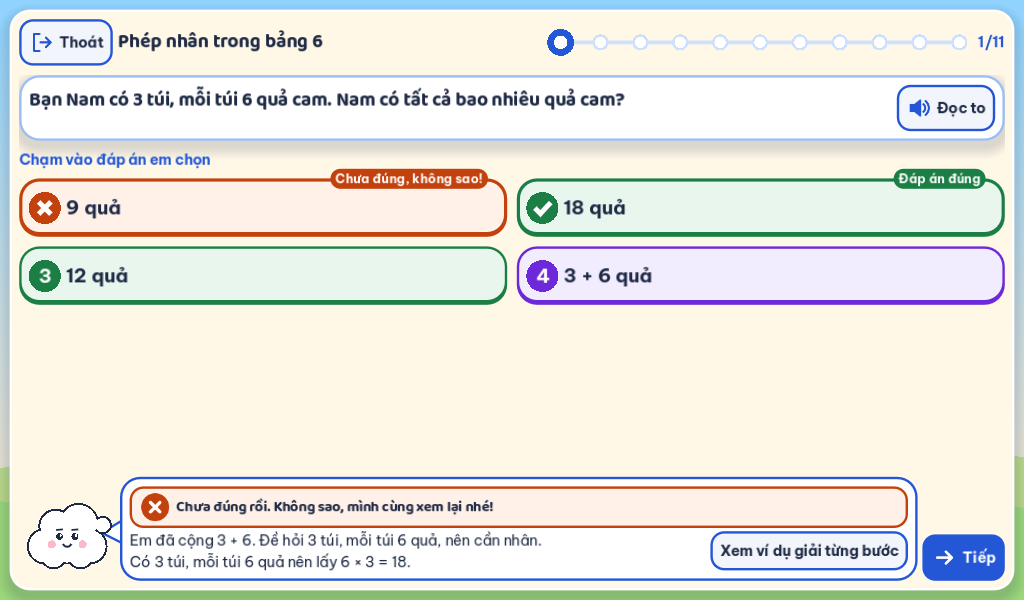 Thoát
Phép nhân trong bảng 6
1/11
Bạn Nam có 3 túi, mỗi túi 6 quả cam. Nam có tất cả bao nhiêu quả cam?
Đọc to
Chạm vào đáp án em chọn
Chưa đúng, không sao!
9 quả
Đáp án đúng
18 quả
3 12 quả
4 3 + 6 quả
Chưa đúng rồi. Không sao, mình cùng xem lại nhé!
Em đã cộng 3 + 6. Đề hỏi 3 túi, mỗi túi 6 quả, nên cần nhân.
Có 3 túi, mỗi túi 6 quả nên lấy 6 × 3 = 18.
Xem ví dụ giải từng bước
Tiếp